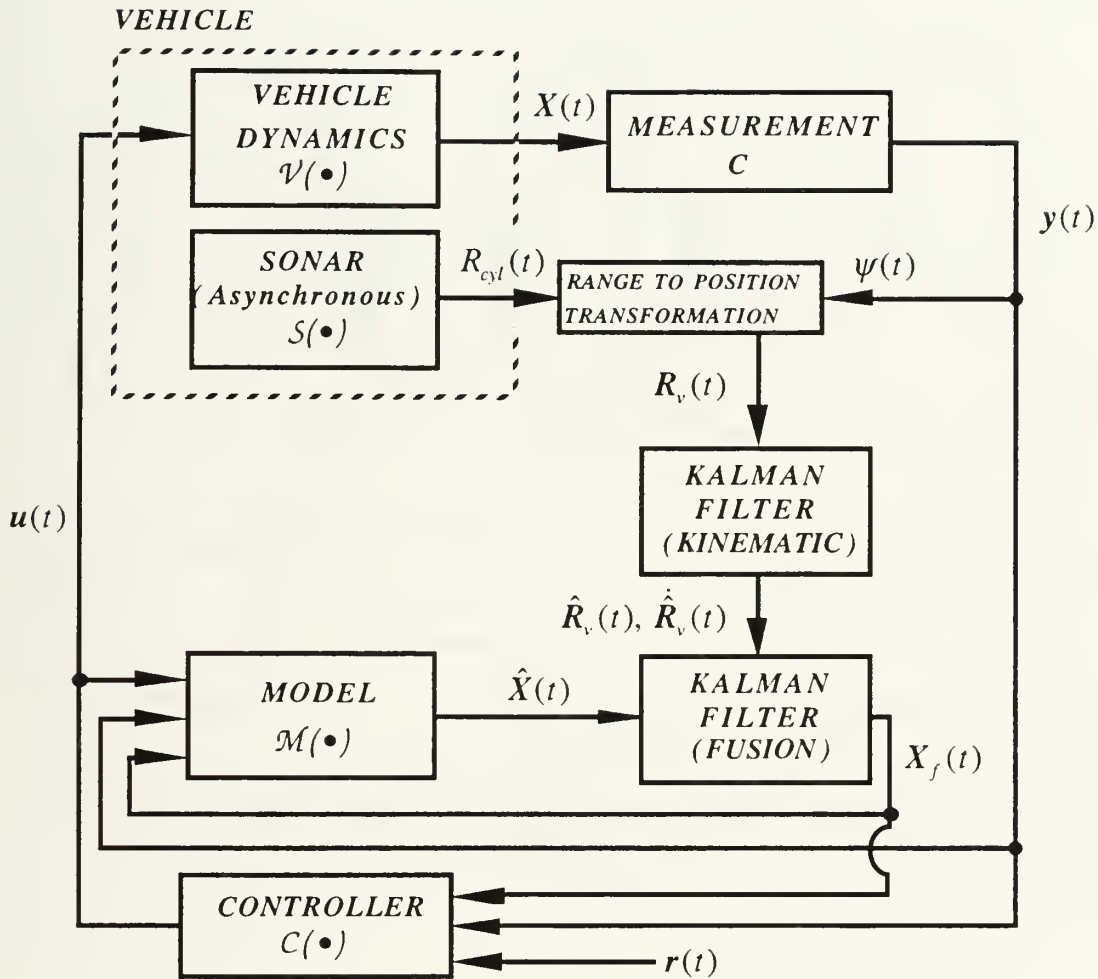 VEHICLE
VEHICLE
DYNAMICS
𝒱(•)
X(t)
MEASUREMENT
C
y(t)
SONAR
(Asynchronous)
S(•)
R_cyl(t)
RANGE TO POSITION
TRANSFORMATION
ψ(t)
R_v(t)
KALMAN
FILTER
(KINEMATIC)
u(t)
R̂_v(t), Ṙ̂_v(t)
MODEL
ℳ(•)
X̂(t)
KALMAN
FILTER
(FUSION)
X_f(t)
CONTROLLER
C(•)
r(t)